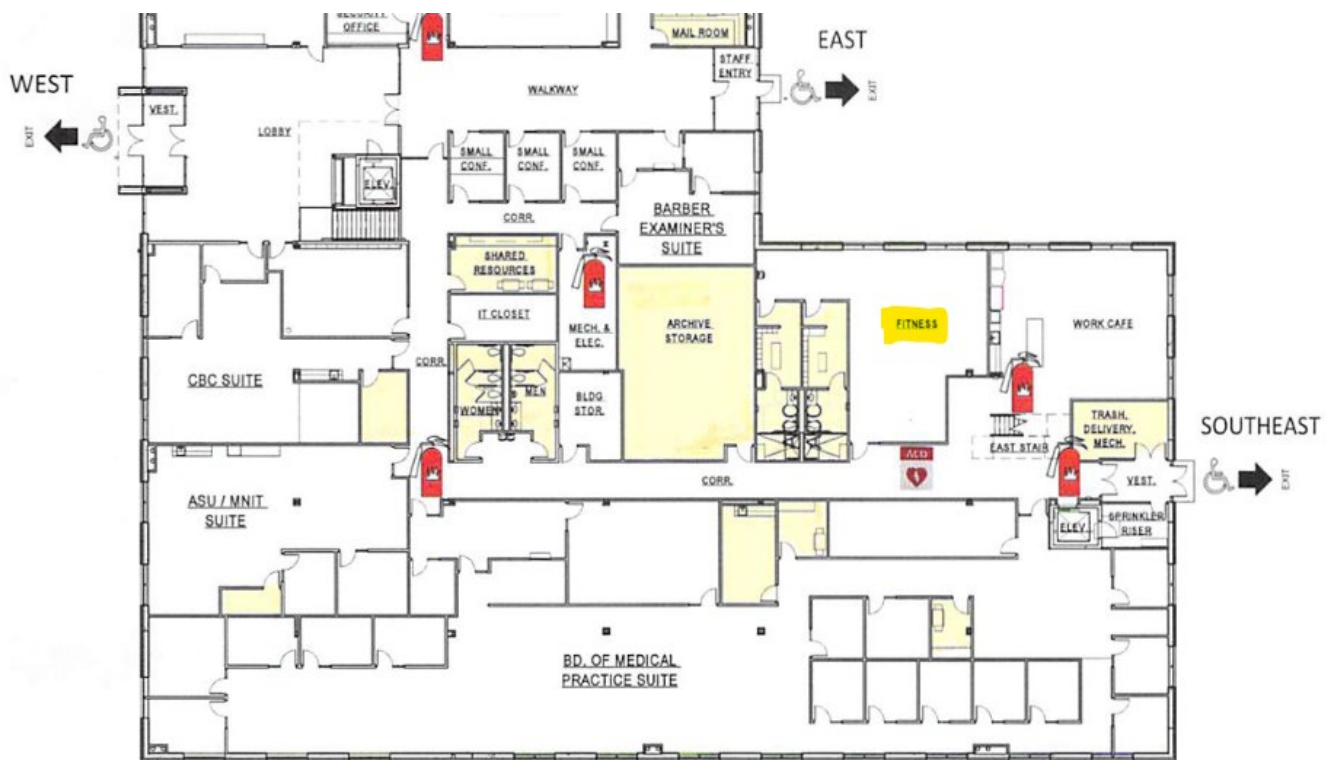 SECURITY
OFFICE
MAIL ROOM
EAST
STAFF
ENTRY
EXIT
WEST
EXIT
VEST.
WALKWAY
LOBBY
SMALL
CONF.
SMALL
CONF.
SMALL
CONF.
ELEV.
CORR.
BARBER
EXAMINER'S
SUITE
SHARED
RESOURCES
IT CLOSET
MECH. &
ELEC.
ARCHIVE
STORAGE
FITNESS
WORK CAFE
CORR.
CBC SUITE
WOMEN
MEN
BLDG
STOR.
TRASH,
DELIVERY,
MECH.
EAST STAIR
SOUTHEAST
EXIT
VEST.
ASU / MNIT
SUITE
CORR.
ELEV.
SPRINKLER
RISER
BD. OF MEDICAL
PRACTICE SUITE